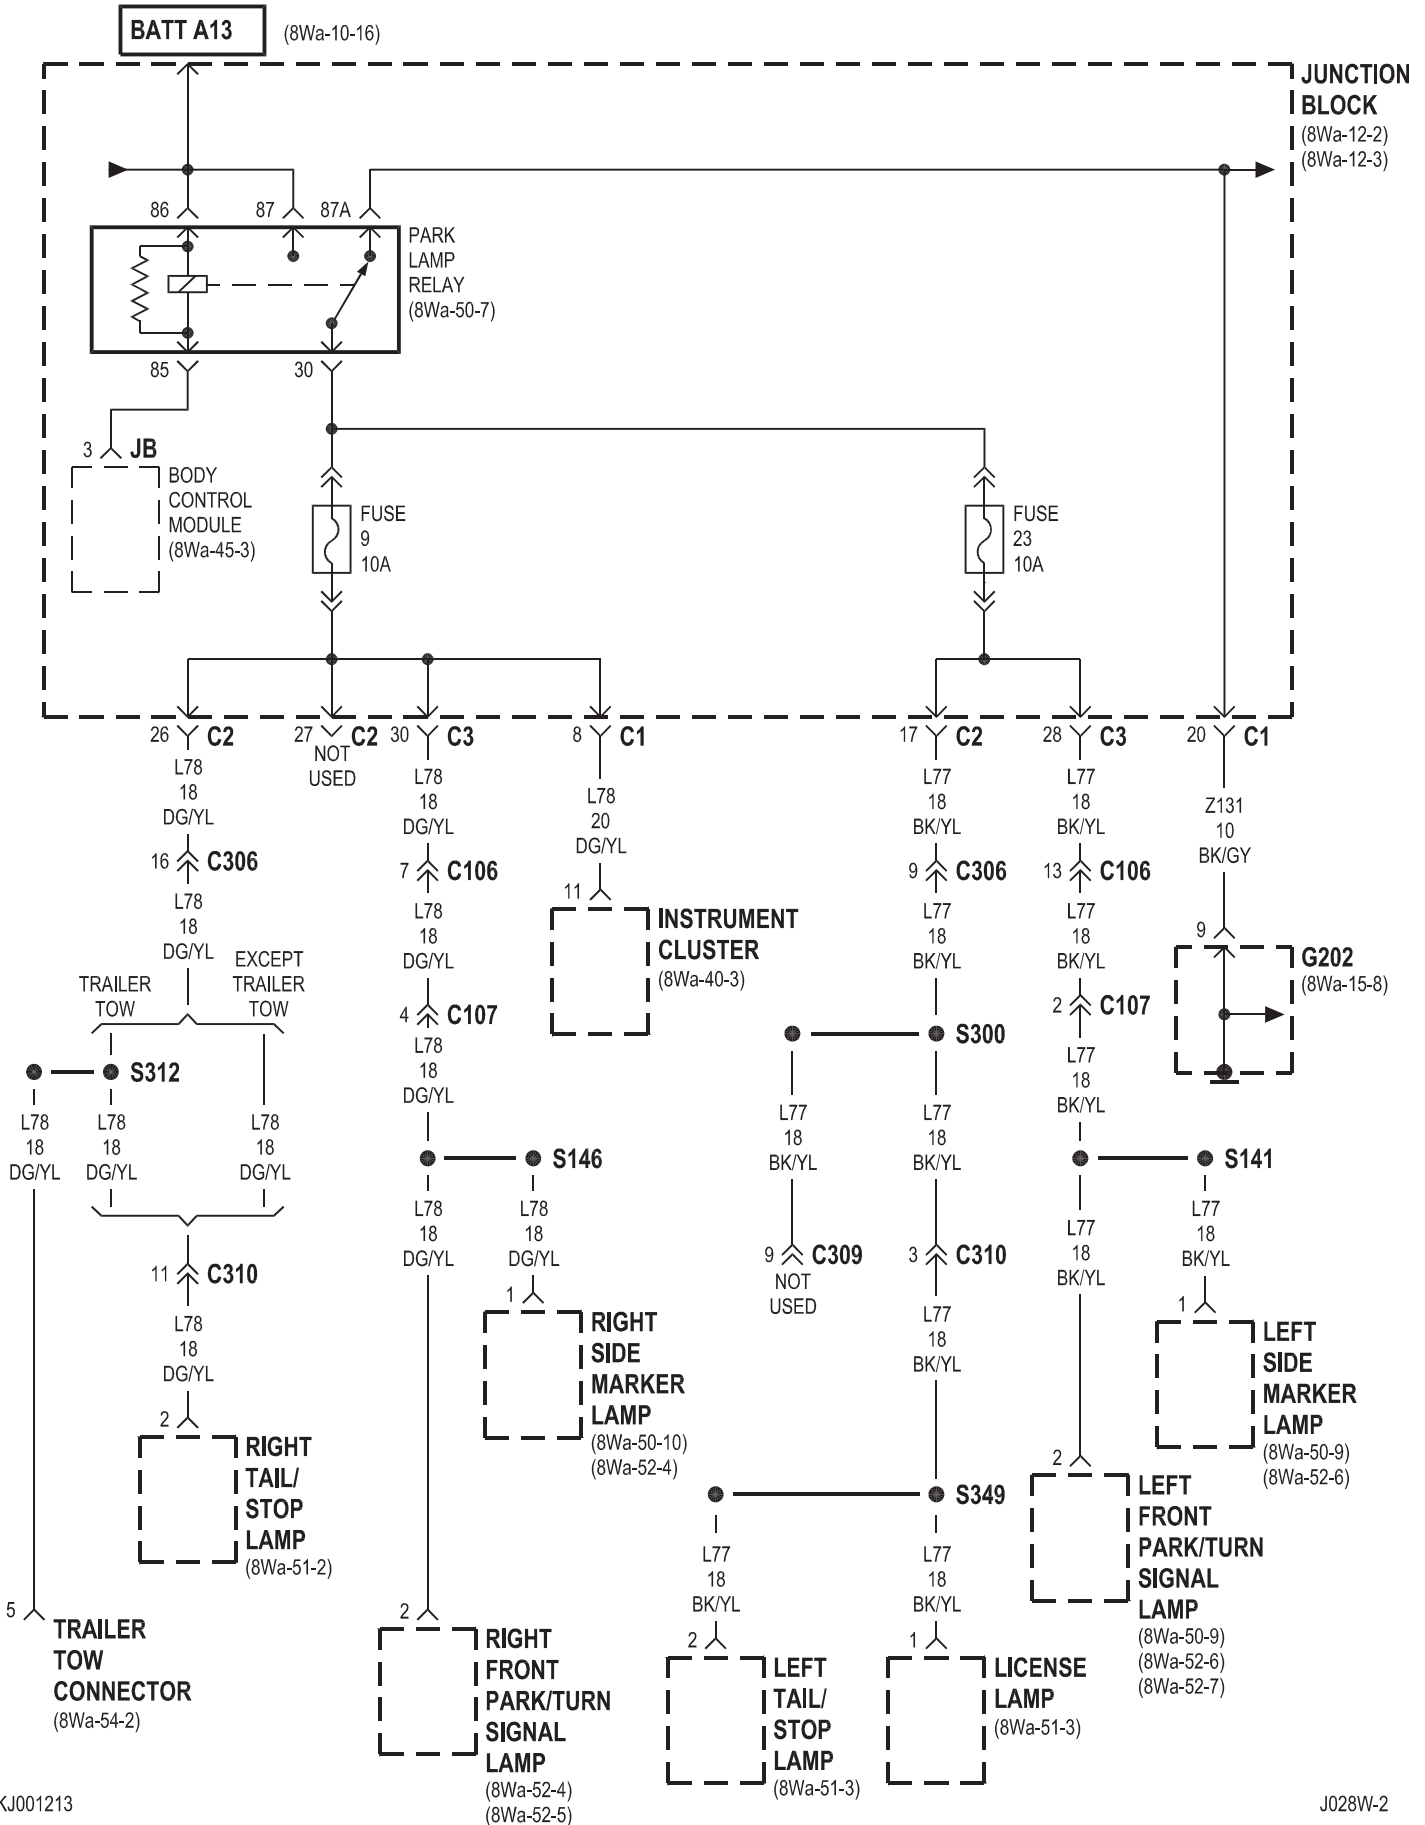 BATT A13
(8Wa-10-16)
JUNCTION
BLOCK
(8Wa-12-2)
(8Wa-12-3)
86
87
87A
PARK
LAMP
RELAY
(8Wa-50-7)
85
30
3
JB
BODY
CONTROL
MODULE
(8Wa-45-3)
FUSE
9
10A
FUSE
23
10A
26
C2
27
C2
NOT
USED
30
C3
8
C1
17
C2
28
C3
20
C1
L78
18
DG/YL
L78
18
DG/YL
L78
20
DG/YL
L77
18
BK/YL
L77
18
BK/YL
Z131
10
BK/GY
16
C306
7
C106
11
INSTRUMENT
CLUSTER
(8Wa-40-3)
9
C306
13
C106
9
G202
(8Wa-15-8)
L78
18
DG/YL
L78
18
DG/YL
L77
18
BK/YL
L77
18
BK/YL
TRAILER
TOW
EXCEPT
TRAILER
TOW
4
C107
2
C107
S300
L78
18
DG/YL
L77
18
BK/YL
S312
L78
18
DG/YL
L78
18
DG/YL
L78
18
DG/YL
L77
18
BK/YL
L77
18
BK/YL
S146
S141
L78
18
DG/YL
L78
18
DG/YL
L77
18
BK/YL
L77
18
BK/YL
11
C310
9
C309
NOT
USED
3
C310
L78
18
DG/YL
1
RIGHT
SIDE
MARKER
LAMP
(8Wa-50-10)
(8Wa-52-4)
L77
18
BK/YL
1
LEFT
SIDE
MARKER
LAMP
(8Wa-50-9)
(8Wa-52-6)
2
RIGHT
TAIL/
STOP
LAMP
(8Wa-51-2)
S349
2
LEFT
FRONT
PARK/TURN
SIGNAL
LAMP
(8Wa-50-9)
(8Wa-52-6)
(8Wa-52-7)
L77
18
BK/YL
L77
18
BK/YL
5
TRAILER
TOW
CONNECTOR
(8Wa-54-2)
2
RIGHT
FRONT
PARK/TURN
SIGNAL
LAMP
(8Wa-52-4)
(8Wa-52-5)
2
LEFT
TAIL/
STOP
LAMP
(8Wa-51-3)
1
LICENSE
LAMP
(8Wa-51-3)
KJ001213
J028W-2